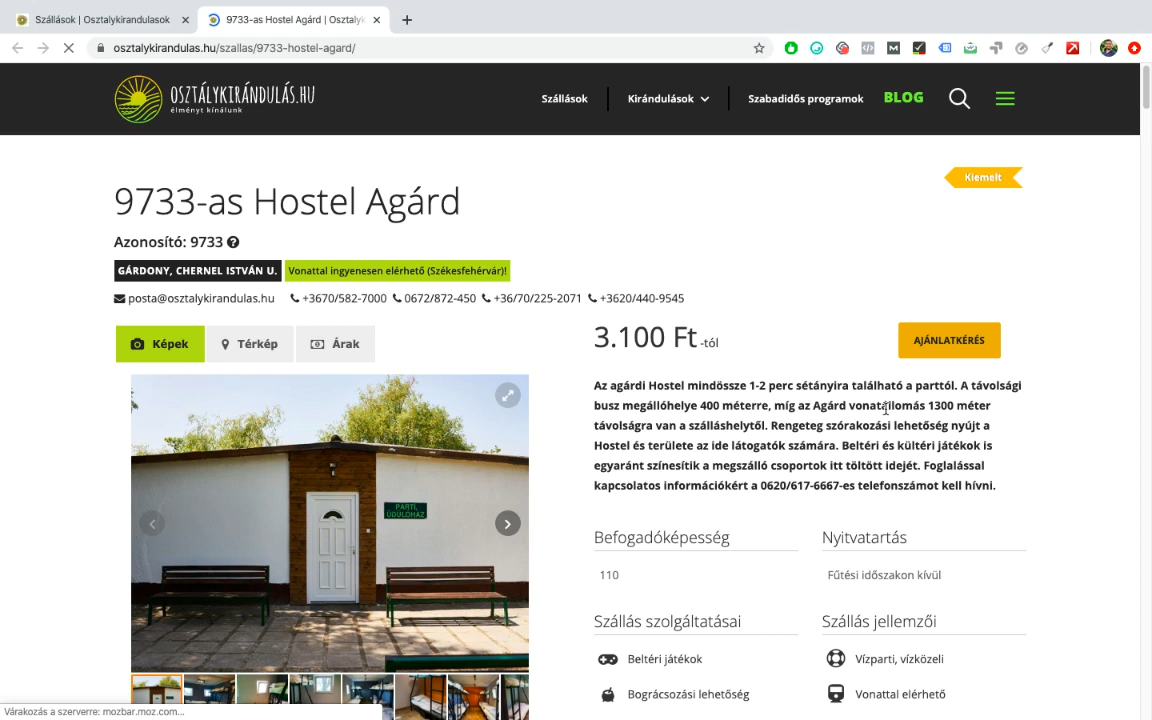 Szállások | Osztalykirandulasok
9733-as Hostel Agárd | Osztalyk
osztalykirandulas.hu/szallas/9733-hostel-agard/
OSZTÁLYKIRÁNDULÁS.HU
élményt kínálunk
Szállások
Kirándulások
Szabadidős programok
BLOG
Kiemelt
9733-as Hostel Agárd
Azonosító: 9733
GÁRDONY, CHERNEL ISTVÁN U.
Vonattal ingyenesen elérhető (Székesfehérvár)!
posta@osztalykirandulas.hu +3670/582-7000 0672/872-450 +36/70/225-2071 +3620/440-9545
Képek
Térkép
Árak
3.100 Ft -tól
AJÁNLATKÉRÉS
Az agárdi Hostel mindössze 1-2 perc sétányira található a parttól. A távolsági
busz megállóhelye 400 méterre, míg az Agárd vonatállomás 1300 méter
távolságra van a szálláshelytől. Rengeteg szórakozási lehetőség nyújt a
Hostel és területe az ide látogatók számára. Beltéri és kültéri játékok is
egyaránt színesítik a megszálló csoportok itt töltött idejét. Foglalással
kapcsolatos információkért a 0620/617-6667-es telefonszámot kell hívni.
PARTI
ÜDÜLŐHÁZ
Befogadóképesség
Nyitvatartás
110
Fűtési időszakon kívül
Szállás szolgáltatásai
Szállás jellemzői
Beltéri játékok
Vízparti, vízközeli
Bográcsozási lehetőség
Vonattal elérhető
Várakozás a szerverre: mozbar.moz.com...